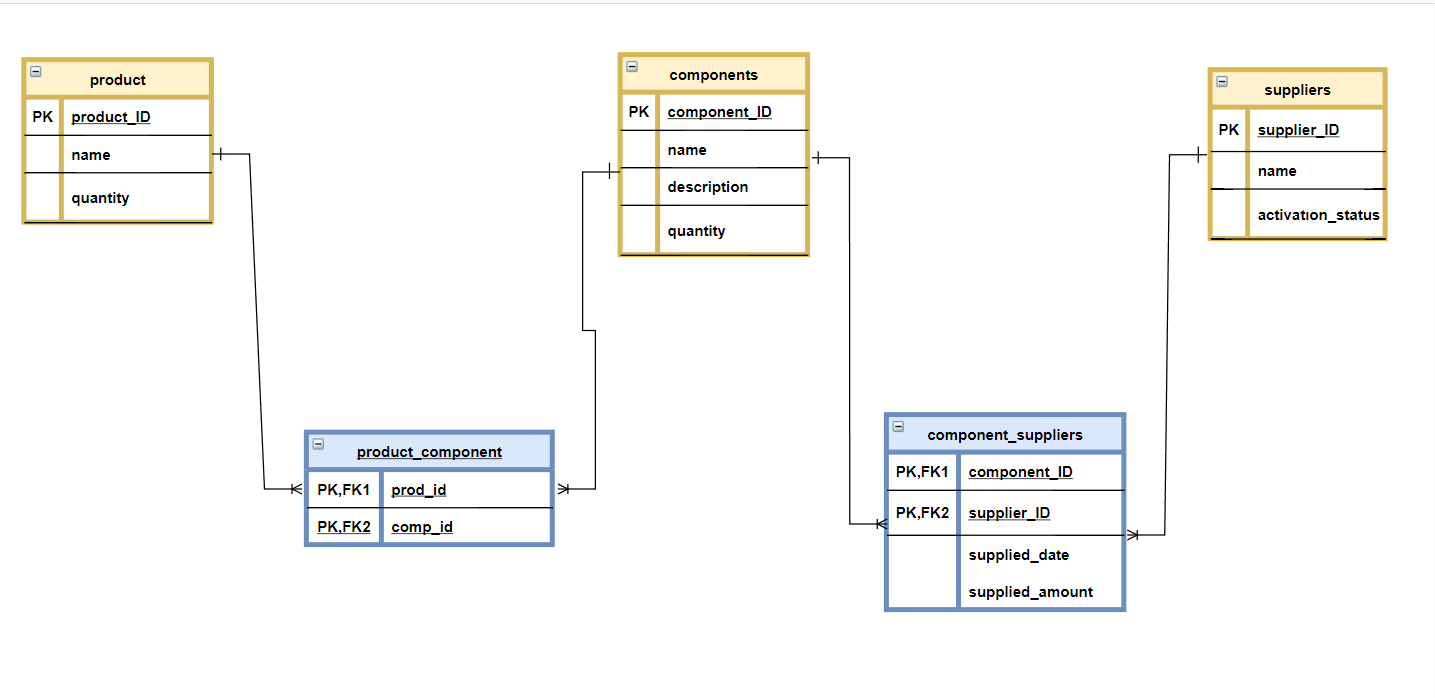 product
PK product_ID
name
quantity
components
PK component_ID
name
description
quantity
suppliers
PK supplier_ID
name
activation_status
product_component
PK,FK1 prod_id
PK,FK2 comp_id
component_suppliers
PK,FK1 component_ID
PK,FK2 supplier_ID
supplied_date
supplied_amount